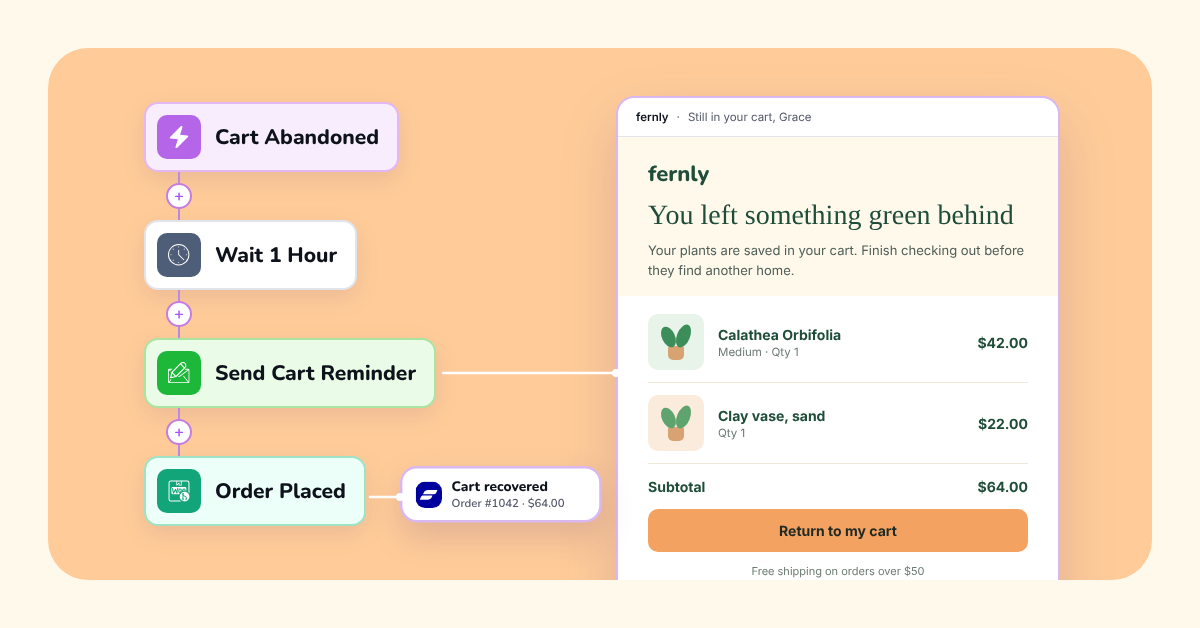 Cart Abandoned
Wait 1 Hour
Send Cart Reminder
Order Placed
Cart recovered
Order #1042 · $64.00
fernly · Still in your cart, Grace
fernly
You left something green behind
Your plants are saved in your cart. Finish checking out before
they find another home.
Calathea Orbifolia
Medium · Qty 1
$42.00
Clay vase, sand
Qty 1
$22.00
Subtotal
$64.00
Return to my cart
Free shipping on orders over $50